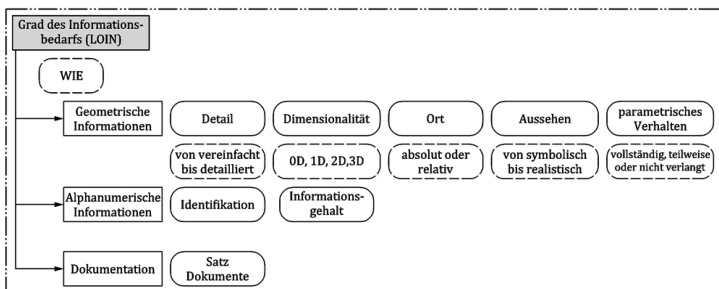 Grad des Informations-
bedarfs (LOIN)
WIE
Geometrische
Informationen
Detail
Dimensionalität
Ort
Aussehen
parametrisches
Verhalten
von vereinfacht
bis detailliert
0D, 1D, 2D,3D
absolut oder
relativ
von symbolisch
bis realistisch
vollständig, teilweise
oder nicht verlangt
Alphanumerische
Informationen
Identifikation
Informations-
gehalt
Dokumentation
Satz
Dokumente